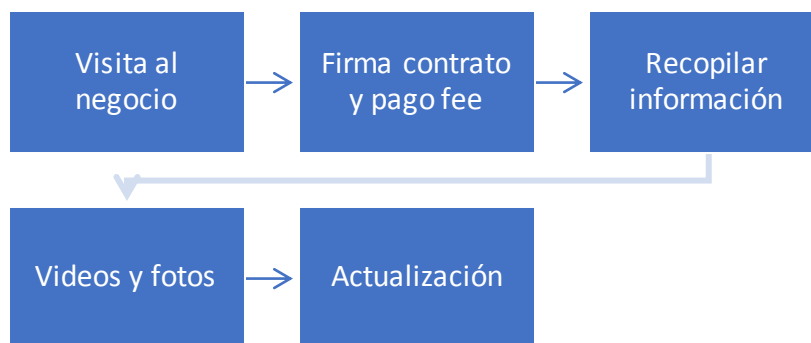 Visita al
negocio
Firma contrato
y pago fee
Recopilar
información
Videos y fotos
Actualización